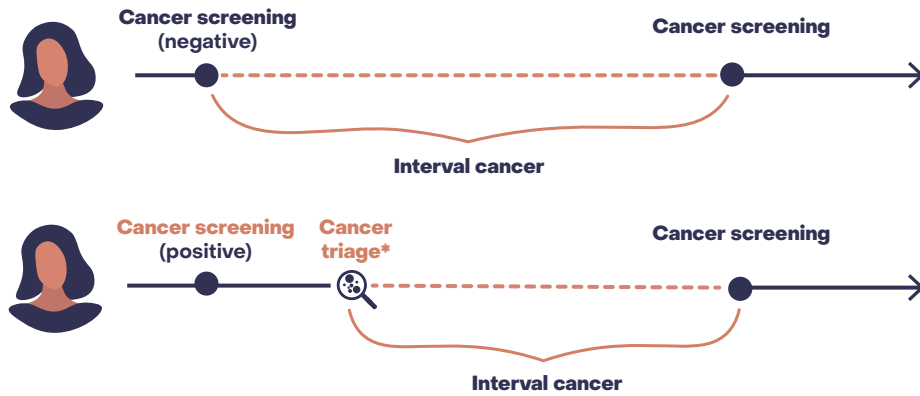 Cancer screening
(negative)
Cancer screening
Interval cancer
Cancer screening
(positive)
Cancer
triage*
Cancer screening
Interval cancer